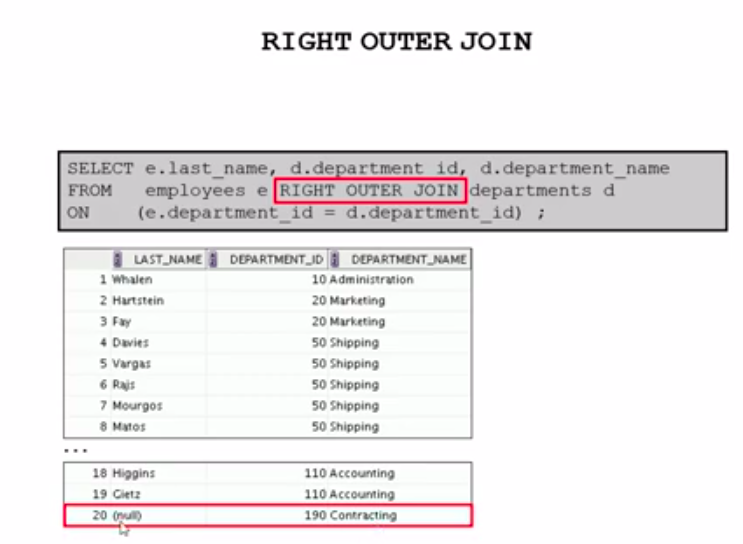 RIGHT OUTER JOIN
SELECT e.last_name, d.department_id, d.department_name
FROM employees e RIGHT OUTER JOIN departments d
ON (e.department_id = d.department_id) ;
LAST_NAME DEPARTMENT_ID DEPARTMENT_NAME
1 Whalen 10 Administration
2 Hartstein 20 Marketing
3 Fay 20 Marketing
4 Davies 50 Shipping
5 Vargas 50 Shipping
6 Rajs 50 Shipping
7 Mourgos 50 Shipping
8 Matos 50 Shipping
...
18 Higgins 110 Accounting
19 Gietz 110 Accounting
20 (null) 190 Contracting